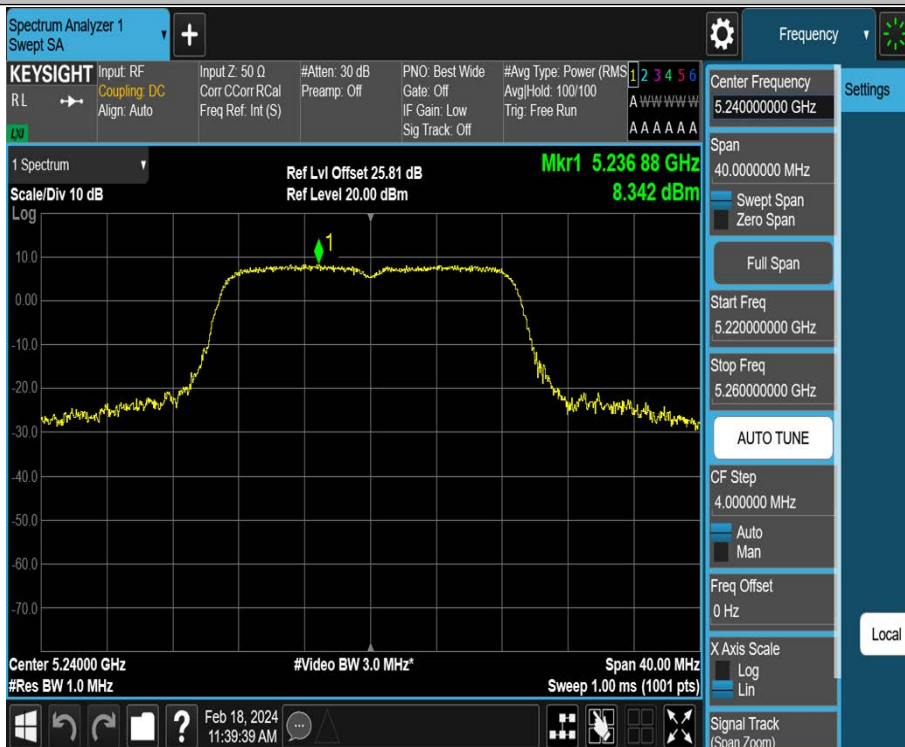 Spectrum Analyzer 1
Swept SA
+
Frequency
KEYSIGHT
RL
LXI
Input: RF
Coupling: DC
Align: Auto
Input Z: 50 Ω
Corr CCorr RCal
Freq Ref: Int (S)
#Atten: 30 dB
Preamp: Off
PNO: Best Wide
Gate: Off
IF Gain: Low
Sig Track: Off
#Avg Type: Power (RMS
Avg|Hold: 100/100
Trig: Free Run
1 2 3 4 5 6
A W W W W W
A A A A A A
1 Spectrum
Scale/Div 10 dB
Log
Ref Lvl Offset 25.81 dB
Ref Level 20.00 dBm
Mkr1 5.236 88 GHz
8.342 dBm
1
10.0
0.00
-10.0
-20.0
-30.0
-40.0
-50.0
-60.0
-70.0
Center 5.24000 GHz
#Res BW 1.0 MHz
#Video BW 3.0 MHz*
Span 40.00 MHz
Sweep 1.00 ms (1001 pts)
?
Feb 18, 2024
11:39:39 AM
Center Frequency
5.240000000 GHz
Span
40.0000000 MHz
Swept Span
Zero Span
Full Span
Start Freq
5.220000000 GHz
Stop Freq
5.260000000 GHz
AUTO TUNE
CF Step
4.000000 MHz
Auto
Man
Freq Offset
0 Hz
X Axis Scale
Log
Lin
Signal Track
(Span Zoom)
Settings
Local